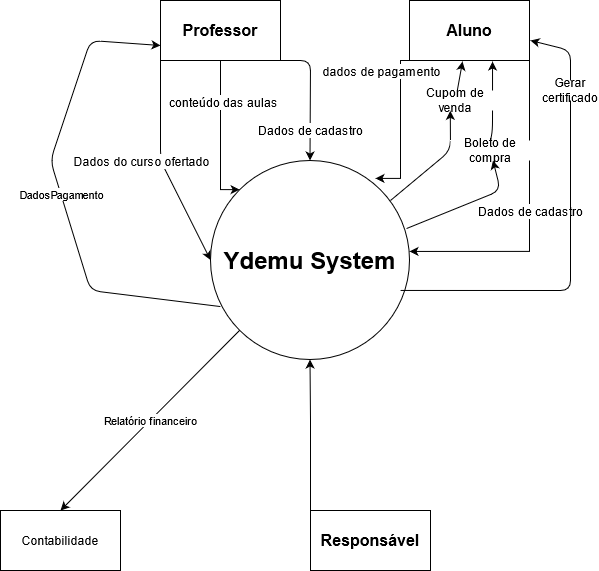 Professor
Aluno
dados de pagamento
Gerar
certificado
Cupom de
venda
conteúdo das aulas
Dados de cadastro
Boleto de
compra
Dados do curso ofertado
DadosPagamento
Dados de cadastro
Ydemu System
Relatório financeiro
Contabilidade
Responsável